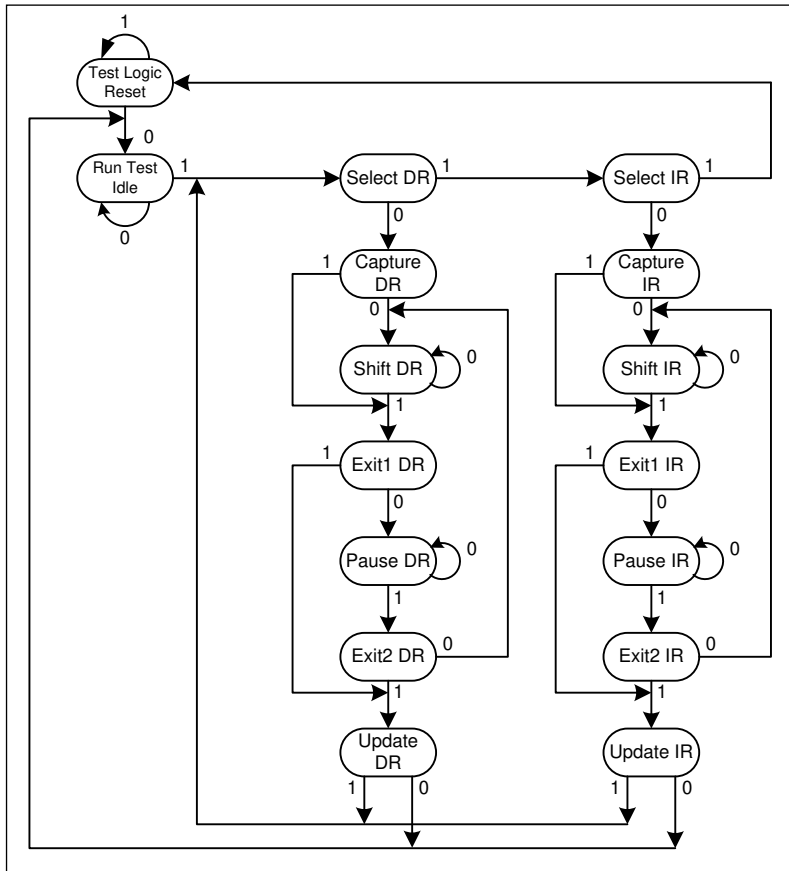 1
Test Logic
Reset
0
Run Test
Idle
1
0
Select DR
1
0
Select IR
1
0
Capture
DR
1
0
Capture
IR
1
0
Shift DR
0
1
Shift IR
0
1
Exit1 DR
1
0
Exit1 IR
1
0
Pause DR
0
1
Pause IR
0
1
Exit2 DR
0
1
Exit2 IR
0
1
Update
DR
1
0
Update IR
1
0